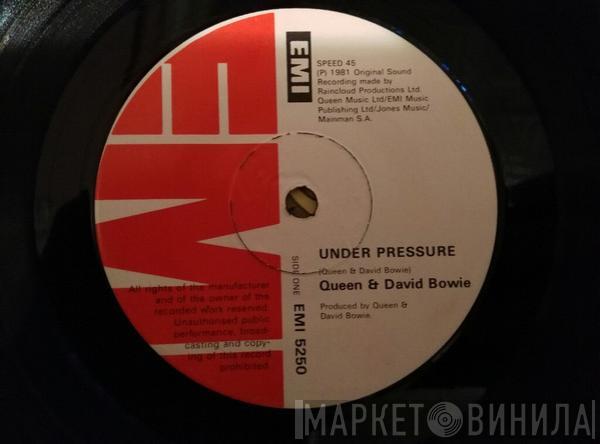 EMI
EMI
SPEED 45
(P) 1981 Original Sound
Recording made by
Raincloud Productions Ltd.
Queen Music Ltd/EMI Music
Publishing Ltd/Jones Music/
Mainman S.A.
UNDER PRESSURE
(Queen & David Bowie)
Queen & David Bowie
Produced by Queen &
David Bowie.
SIDE ONE EMI 5250
All rights of the manufacturer
and of the owner of the
recorded work reserved.
Unauthorised public
performance, broad-
casting and copy-
ing of this record
prohibited.
МАРКЕТ ВИНИЛА